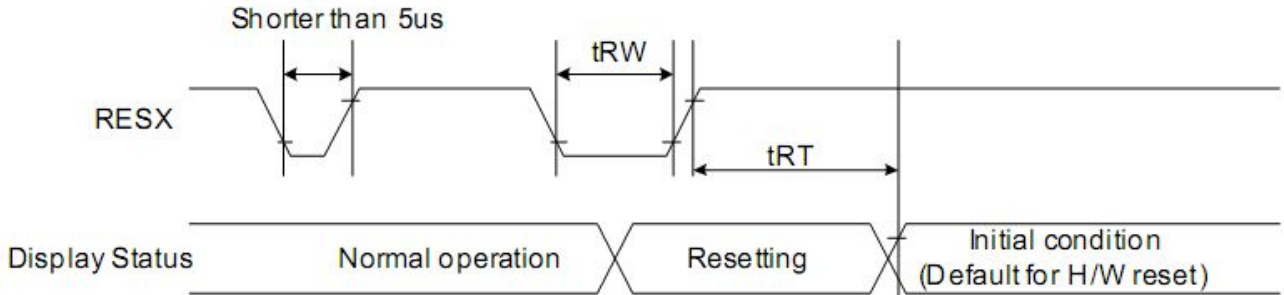 Shorter than 5us
tRW
RESX
tRT
Display Status
Normal operation
Resetting
Initial condition
(Default for H/W reset)